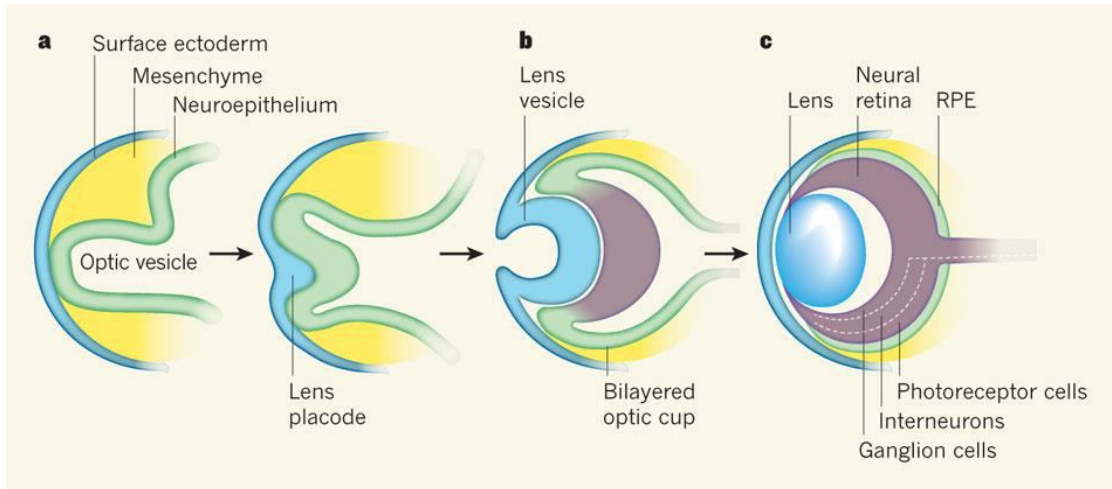 a
Surface ectoderm
Mesenchyme
Neuroepithelium
Optic vesicle
Lens
placode
b
Lens
vesicle
Bilayered
optic cup
c
Lens
Neural
retina
RPE
Photoreceptor cells
Interneurons
Ganglion cells